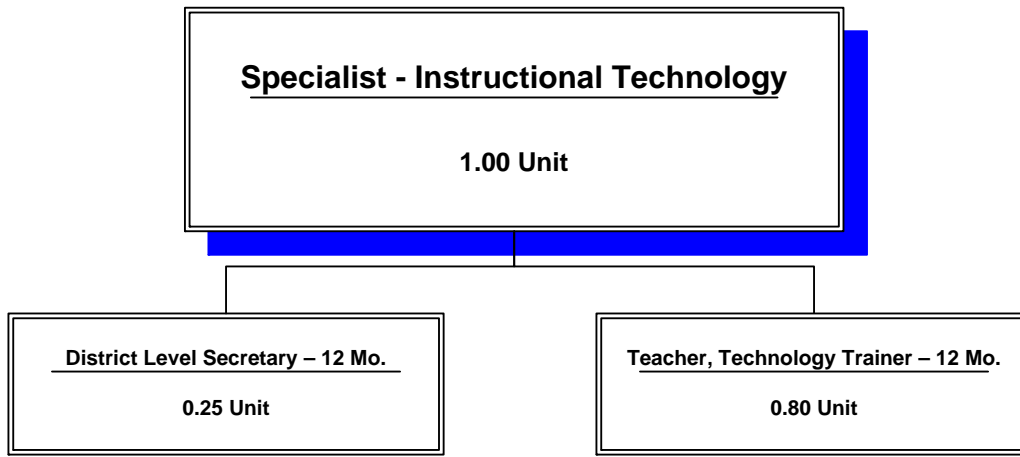 Specialist - Instructional Technology
1.00 Unit
District Level Secretary – 12 Mo.
0.25 Unit
Teacher, Technology Trainer – 12 Mo.
0.80 Unit